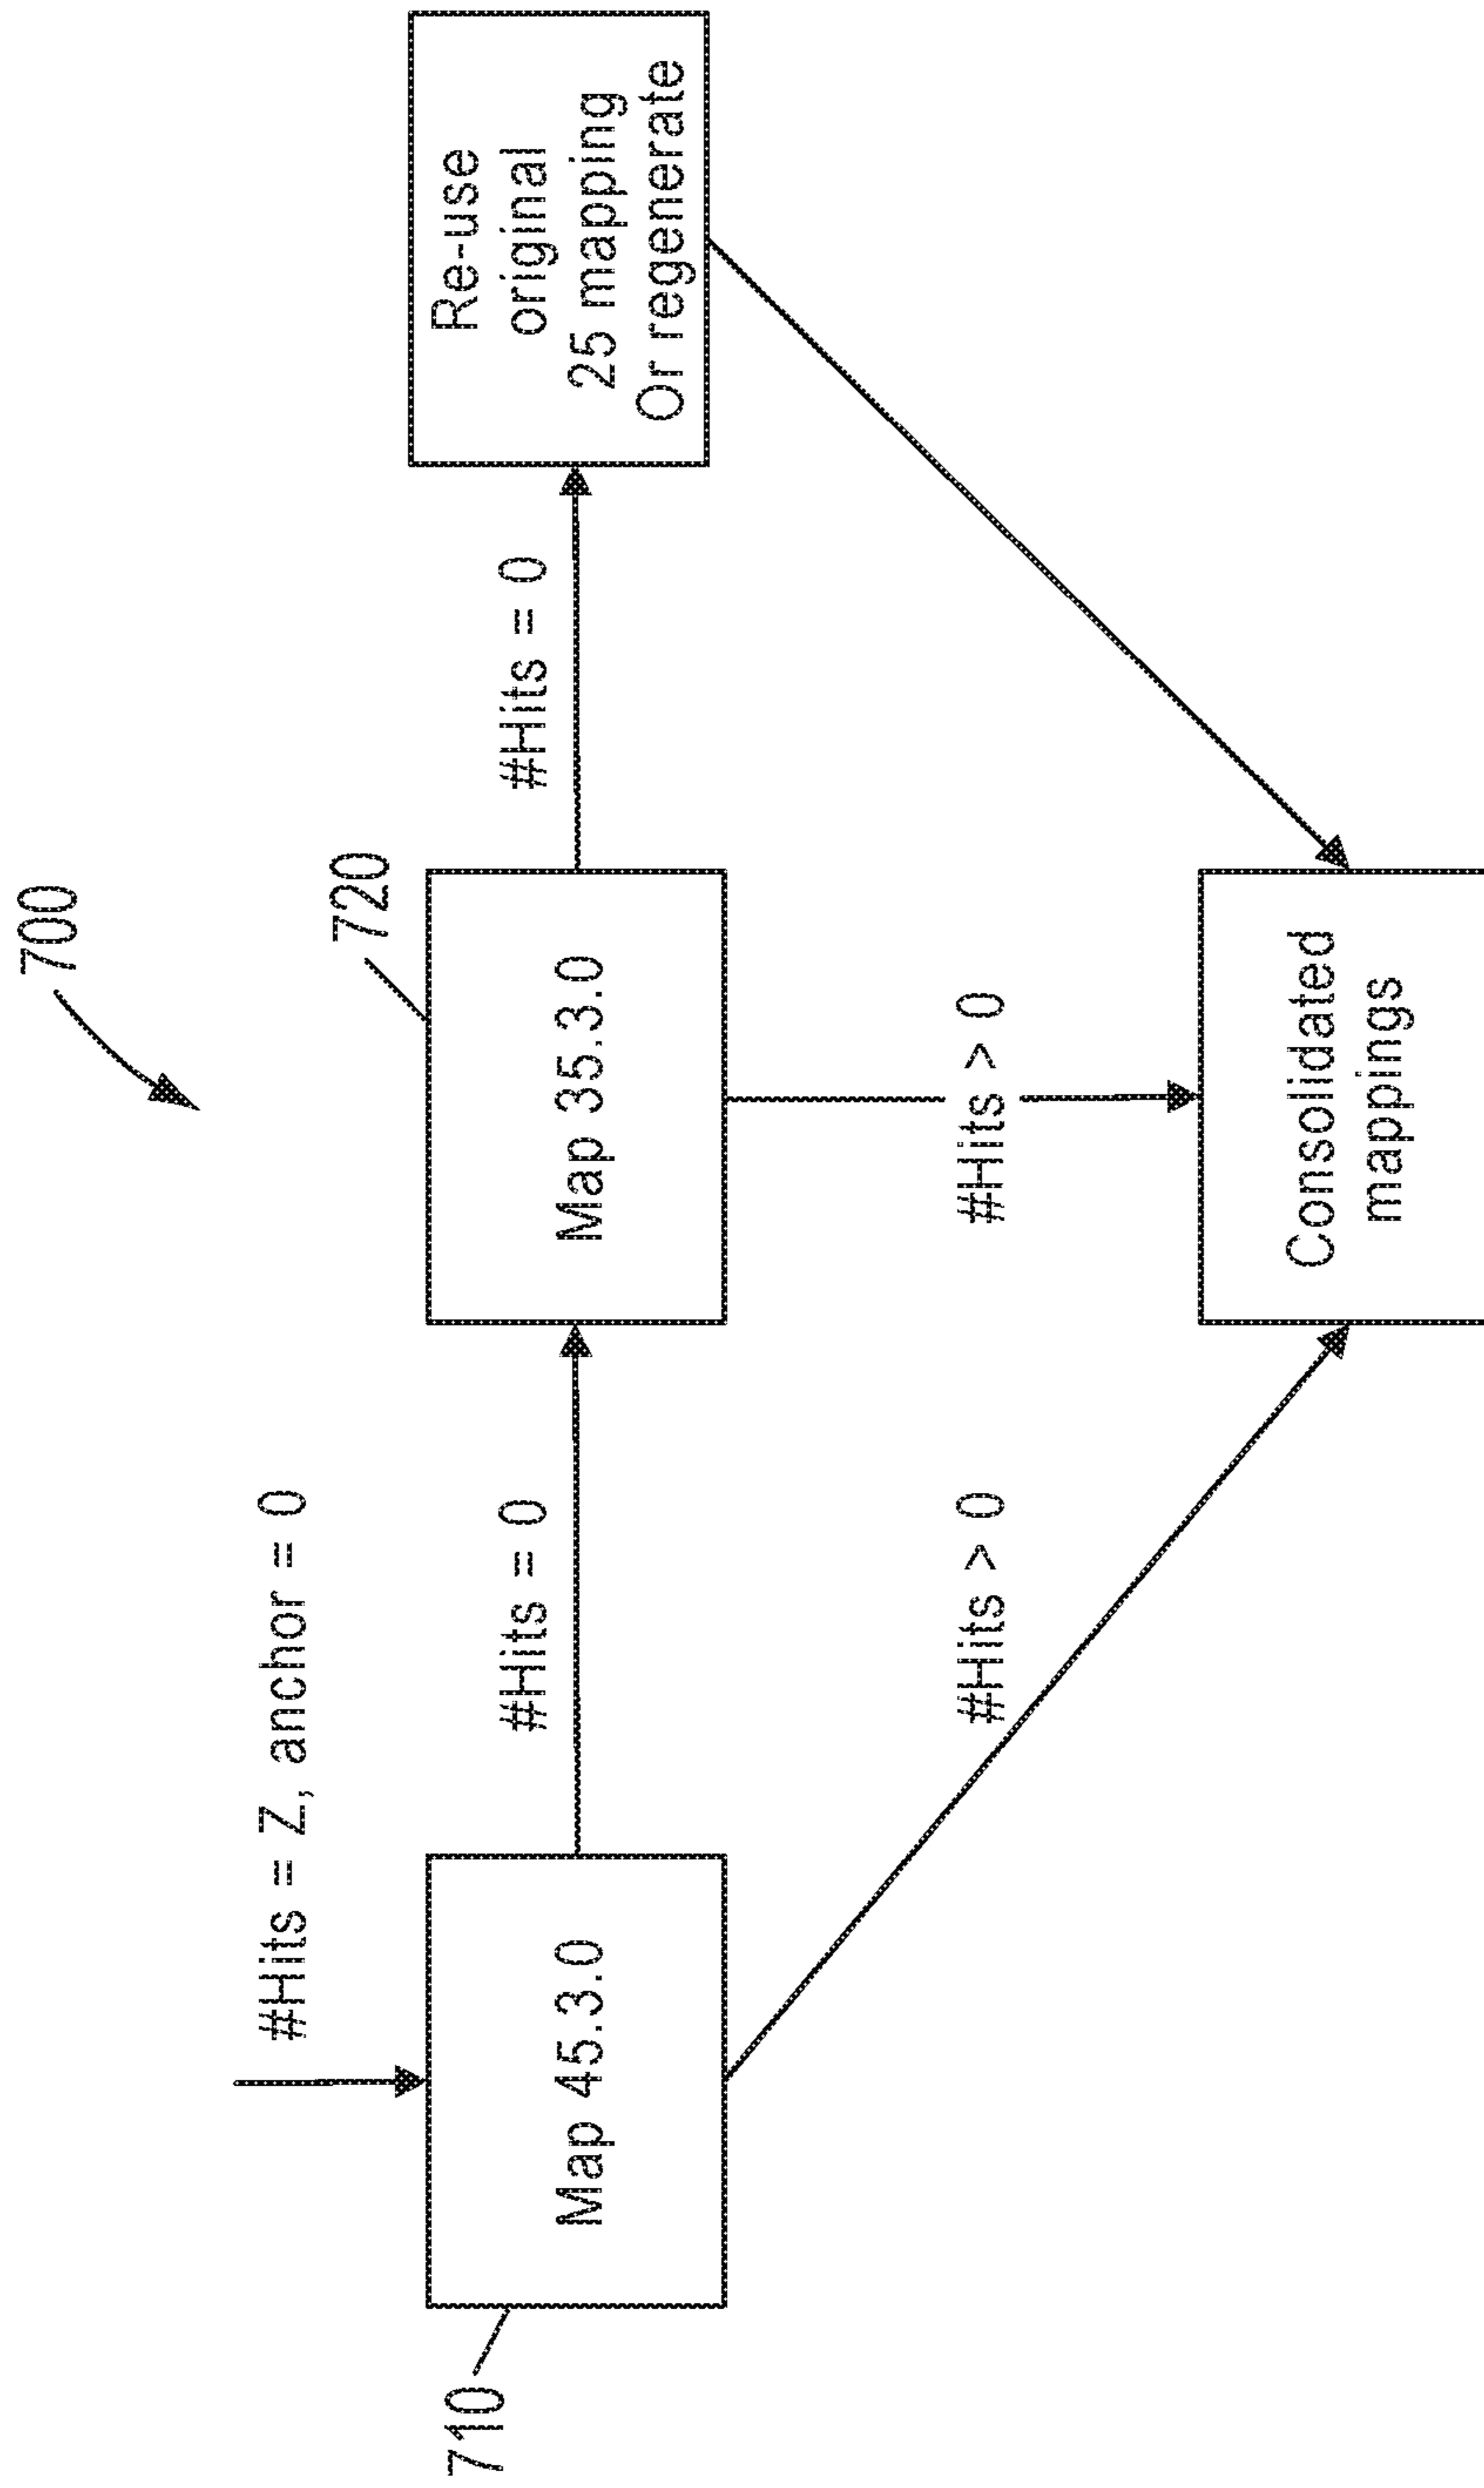 700
#Hits = Z, anchor = 0
710
Map 45.3.0
#Hits = 0
720
Map 35.3.0
#Hits = 0
Re-use
original
25 mapping
Or regenerate
#Hits > 0
#Hits > 0
Consolidated
mappings